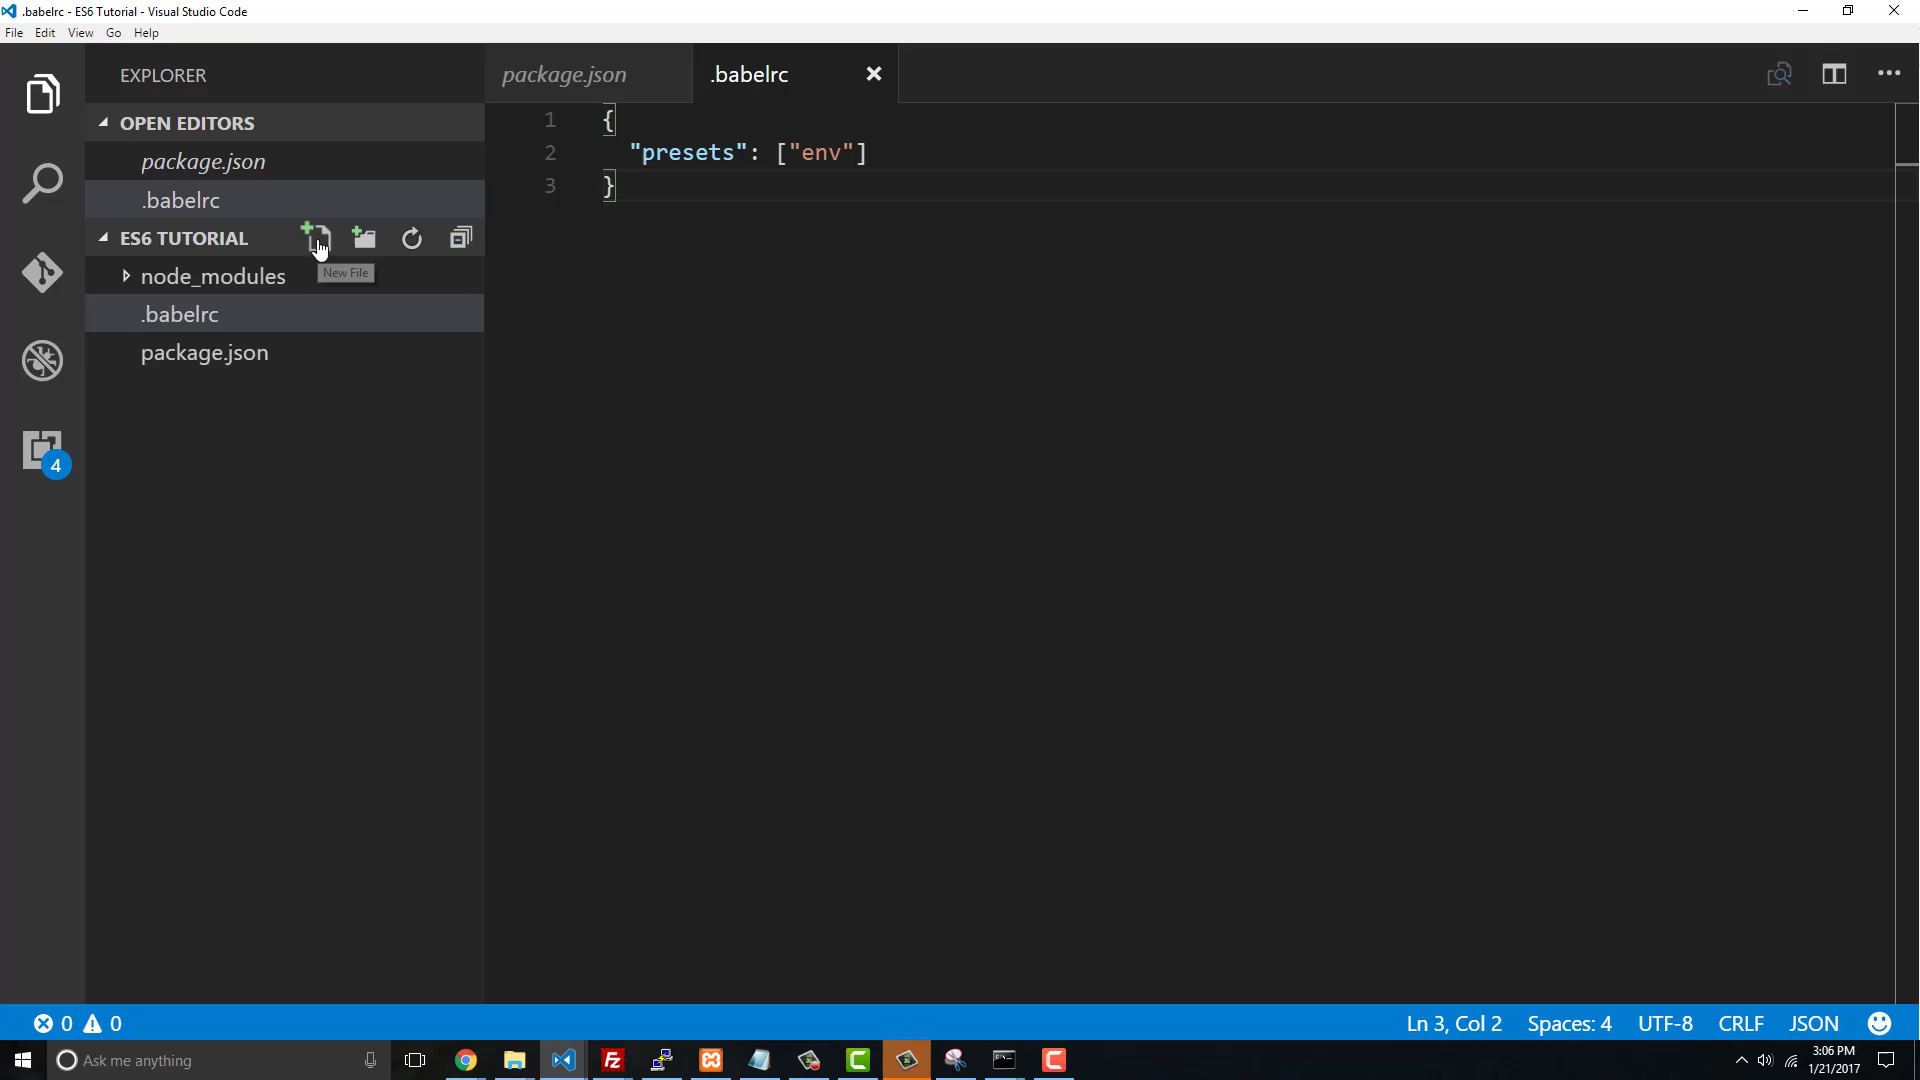 .babelrc - ES6 Tutorial - Visual Studio Code
File Edit View Go Help
EXPLORER
package.json
.babelrc
OPEN EDITORS
package.json
.babelrc
ES6 TUTORIAL
New File
node_modules
.babelrc
package.json
1 {
2 "presets": ["env"]
3 }
4
0 0
Ln 3, Col 2 Spaces: 4 UTF-8 CRLF JSON
Ask me anything
Fz
3:06 PM
1/21/2017